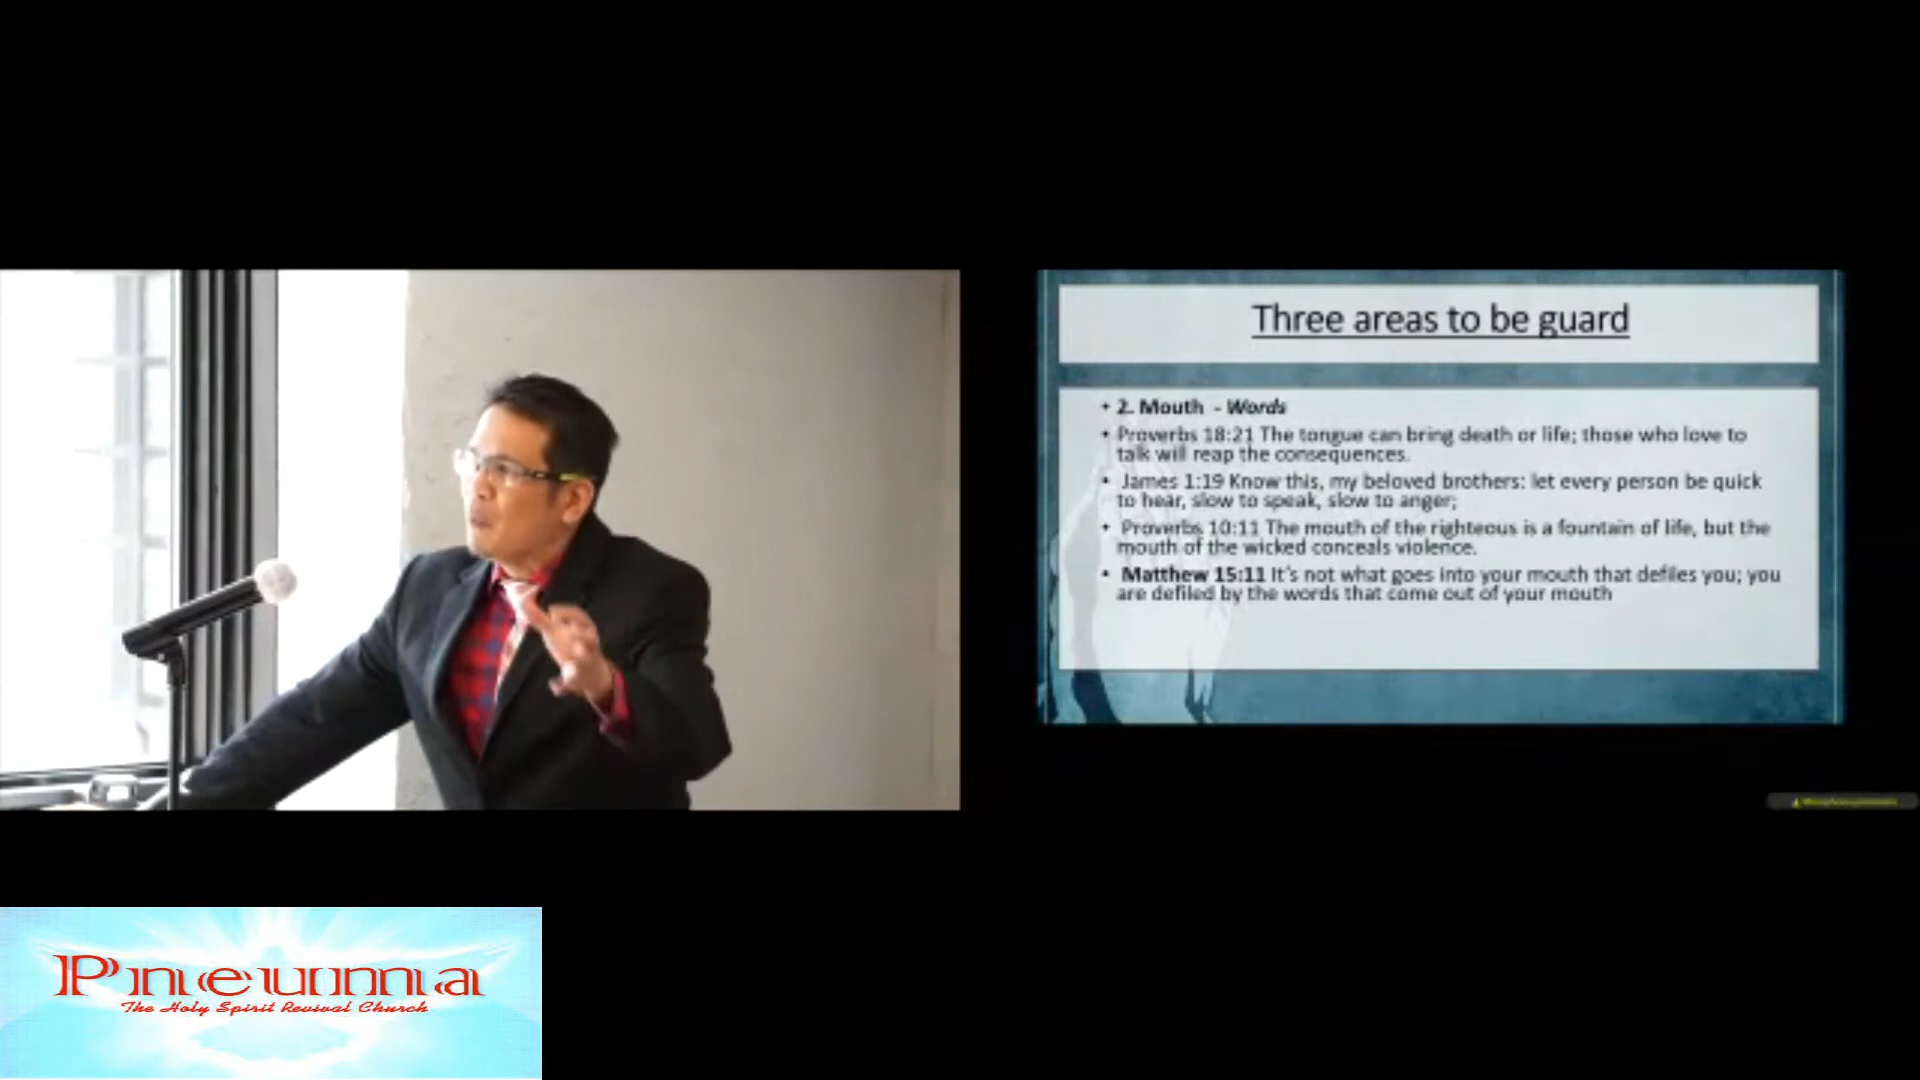 Three areas to be guard
• 2. Mouth - Words
• Proverbs 18:21 The tongue can bring death or life; those who love to
talk will reap the consequences.
• James 1:19 Know this, my beloved brothers: let every person be quick
to hear, slow to speak, slow to anger;
• Proverbs 10:11 The mouth of the righteous is a fountain of life, but the
mouth of the wicked conceals violence.
• Matthew 15:11 It's not what goes into your mouth that defiles you; you
are defiled by the words that come out of your mouth
Pneuma
The Holy Spirit Revival Church